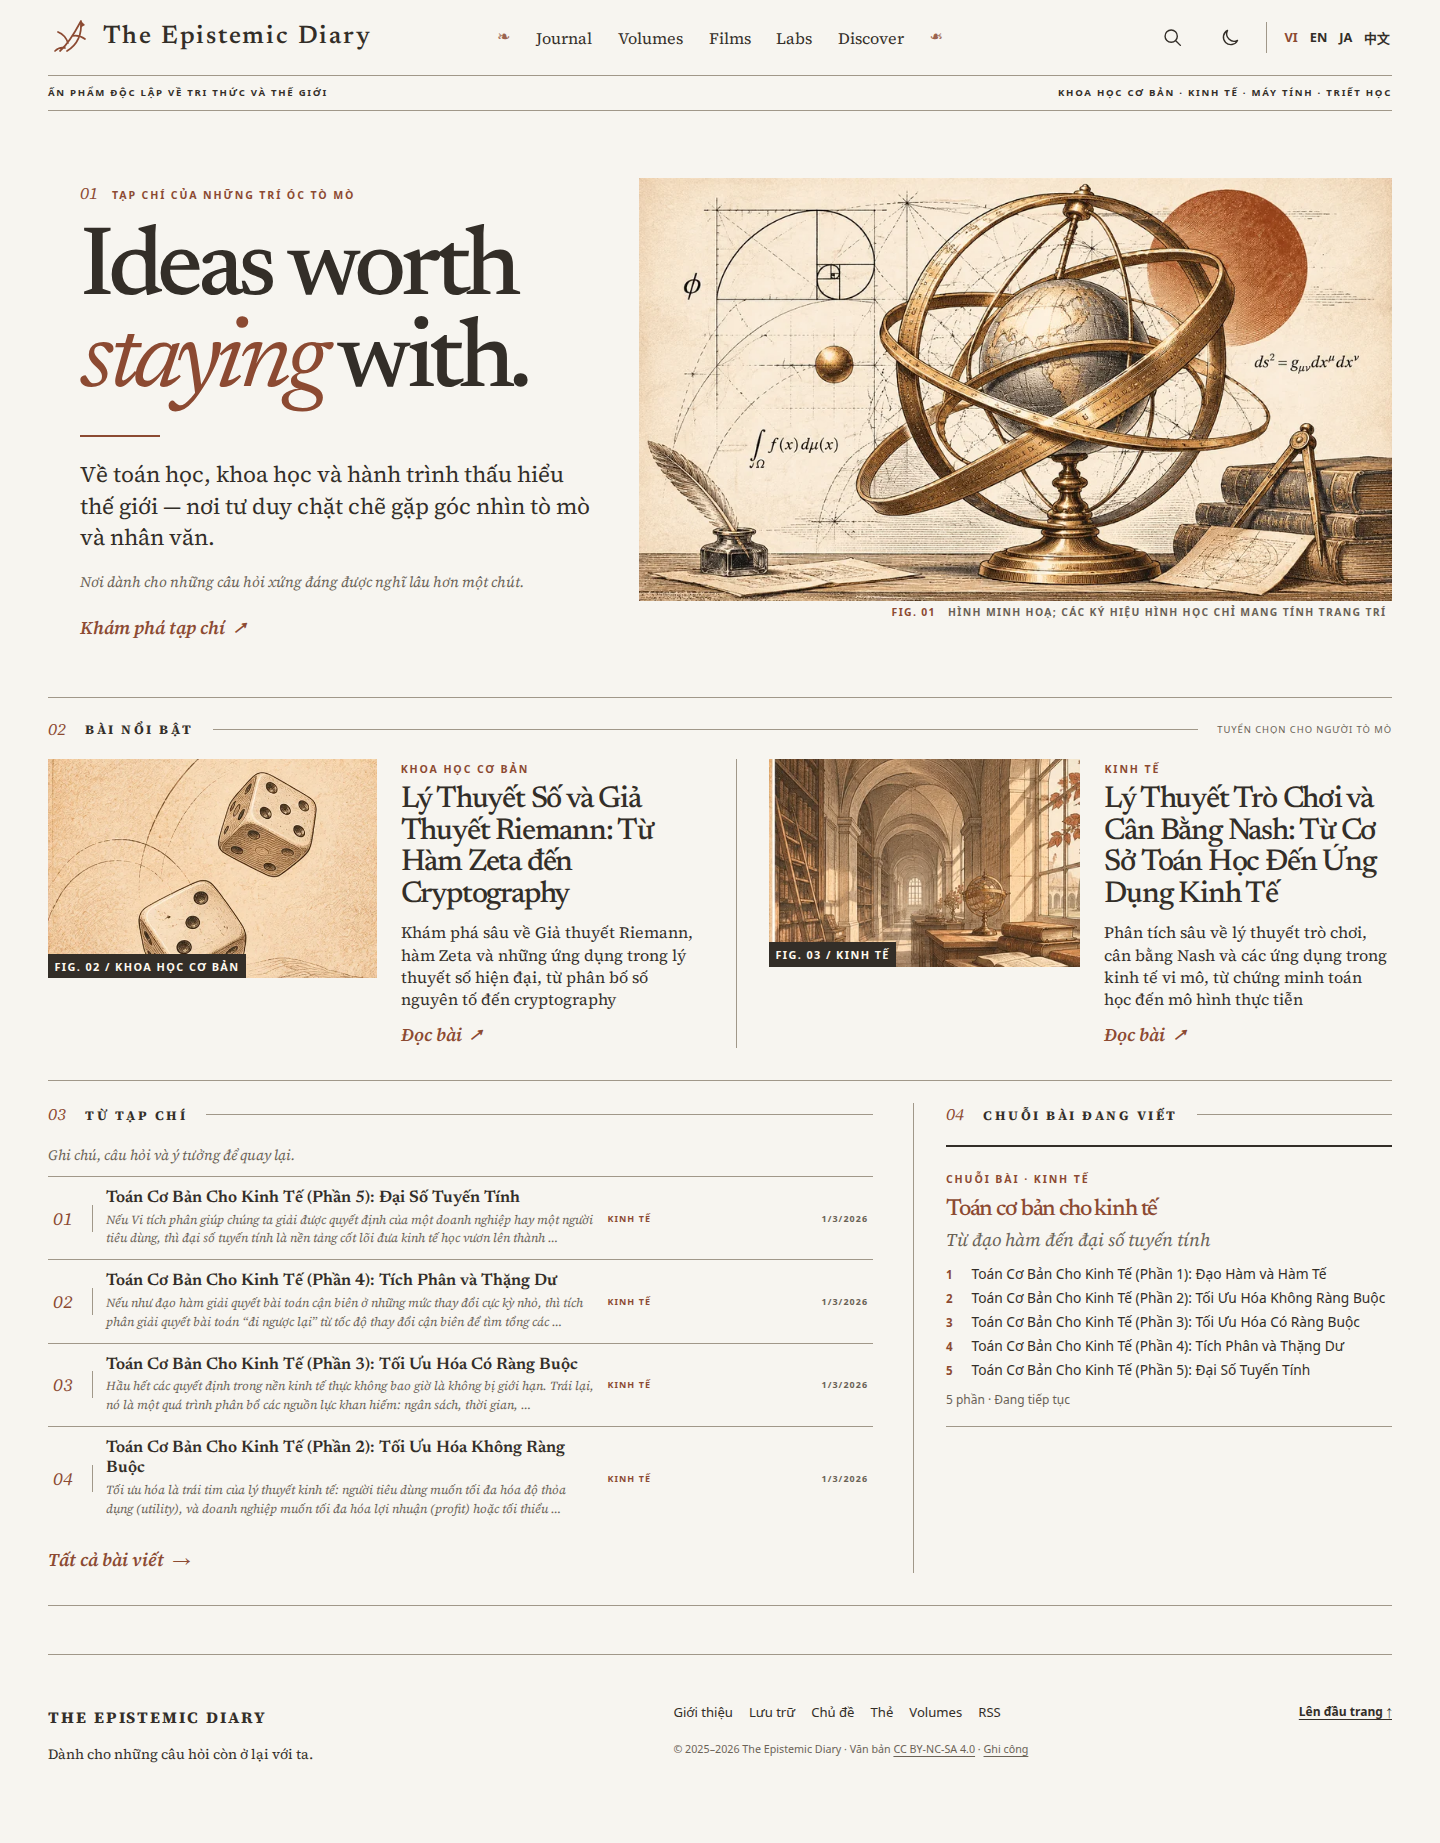 The Epistemic Diary
❧ Journal Volumes Films Labs Discover ☙
VI EN JA 中文
ẤN PHẨM ĐỘC LẬP VỀ TRI THỨC VÀ THẾ GIỚI
KHOA HỌC CƠ BẢN · KINH TẾ · MÁY TÍNH · TRIẾT HỌC
01 TẠP CHÍ CỦA NHỮNG TRÍ ÓC TÒ MÒ
Ideas worth
staying with.
Về toán học, khoa học và hành trình thấu hiểu
thế giới — nơi tư duy chặt chẽ gặp góc nhìn tò mò
và nhân văn.
Nơi dành cho những câu hỏi xứng đáng được nghĩ lâu hơn một chút.
Khám phá tạp chí ↗
ϕ
ds² = gμν dxμ dxν
∫Ω f(x) dμ(x)
FIG. 01 HÌNH MINH HOẠ; CÁC KÝ HIỆU HÌNH HỌC CHỈ MANG TÍNH TRANG TRÍ
02 BÀI NỔI BẬT
TUYỂN CHỌN CHO NGƯỜI TÒ MÒ
FIG. 02 / KHOA HỌC CƠ BẢN
KHOA HỌC CƠ BẢN
Lý Thuyết Số và Giả
Thuyết Riemann: Từ
Hàm Zeta đến
Cryptography
Khám phá sâu về Giả thuyết Riemann,
hàm Zeta và những ứng dụng trong lý
thuyết số hiện đại, từ phân bố số
nguyên tố đến cryptography
Đọc bài ↗
FIG. 03 / KINH TẾ
KINH TẾ
Lý Thuyết Trò Chơi và
Cân Bằng Nash: Từ Cơ
Sở Toán Học Đến Ứng
Dụng Kinh Tế
Phân tích sâu về lý thuyết trò chơi,
cân bằng Nash và các ứng dụng trong
kinh tế vi mô, từ chứng minh toán
học đến mô hình thực tiễn
Đọc bài ↗
03 TỪ TẠP CHÍ
Ghi chú, câu hỏi và ý tưởng để quay lại.
01
Toán Cơ Bản Cho Kinh Tế (Phần 5): Đại Số Tuyến Tính
Nếu Vi tích phân giúp chúng ta giải được quyết định của một doanh nghiệp hay một người
tiêu dùng, thì đại số tuyến tính là nền tảng cốt lõi đưa kinh tế học vươn lên thành ...
KINH TẾ
1/3/2026
02
Toán Cơ Bản Cho Kinh Tế (Phần 4): Tích Phân và Thặng Dư
Nếu như đạo hàm giải quyết bài toán cận biên ở những mức thay đổi cực kỳ nhỏ, thì tích
phân giải quyết bài toán “đi ngược lại” từ tốc độ thay đổi cận biên để tìm tổng các ...
KINH TẾ
1/3/2026
03
Toán Cơ Bản Cho Kinh Tế (Phần 3): Tối Ưu Hóa Có Ràng Buộc
Hầu hết các quyết định trong nền kinh tế thực không bao giờ là không bị giới hạn. Trái lại,
nó là một quá trình phân bổ các nguồn lực khan hiếm: ngân sách, thời gian, ...
KINH TẾ
1/3/2026
04
Toán Cơ Bản Cho Kinh Tế (Phần 2): Tối Ưu Hóa Không Ràng
Buộc
Tối ưu hóa là trái tim của lý thuyết kinh tế: người tiêu dùng muốn tối đa hóa độ thỏa
dụng (utility), và doanh nghiệp muốn tối đa hóa lợi nhuận (profit) hoặc tối thiểu ...
KINH TẾ
1/3/2026
Tất cả bài viết →
04 CHUỖI BÀI ĐANG VIẾT
CHUỖI BÀI · KINH TẾ
Toán cơ bản cho kinh tế
Từ đạo hàm đến đại số tuyến tính
1 Toán Cơ Bản Cho Kinh Tế (Phần 1): Đạo Hàm và Hàm Tế
2 Toán Cơ Bản Cho Kinh Tế (Phần 2): Tối Ưu Hóa Không Ràng Buộc
3 Toán Cơ Bản Cho Kinh Tế (Phần 3): Tối Ưu Hóa Có Ràng Buộc
4 Toán Cơ Bản Cho Kinh Tế (Phần 4): Tích Phân và Thặng Dư
5 Toán Cơ Bản Cho Kinh Tế (Phần 5): Đại Số Tuyến Tính
5 phần · Đang tiếp tục
THE EPISTEMIC DIARY
Dành cho những câu hỏi còn ở lại với ta.
Giới thiệu Lưu trữ Chủ đề Thẻ Volumes RSS
© 2025–2026 The Epistemic Diary · Văn bản CC BY-NC-SA 4.0 · Ghi công
Lên đầu trang ↑